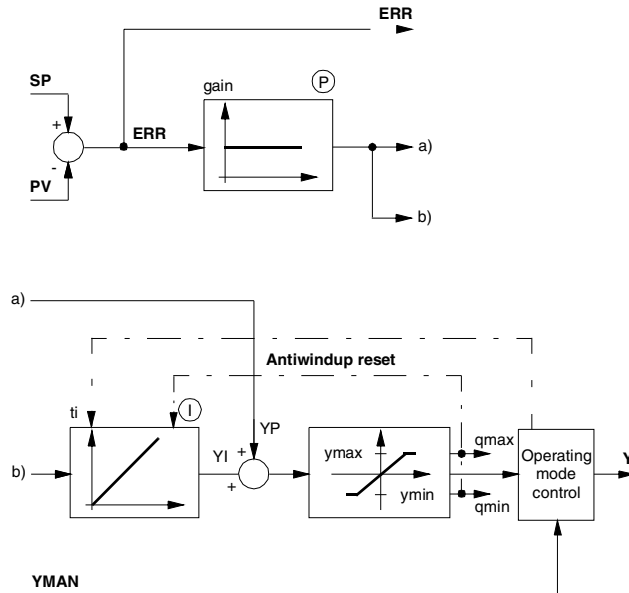 ERR
SP
gain
P
+
ERR
a)
-
PV
b)
a)
Antiwindup reset
ti
I
YP
qmax
YI
+
ymax
Operating
mode
control
Y
b)
+
ymin
qmin
YMAN